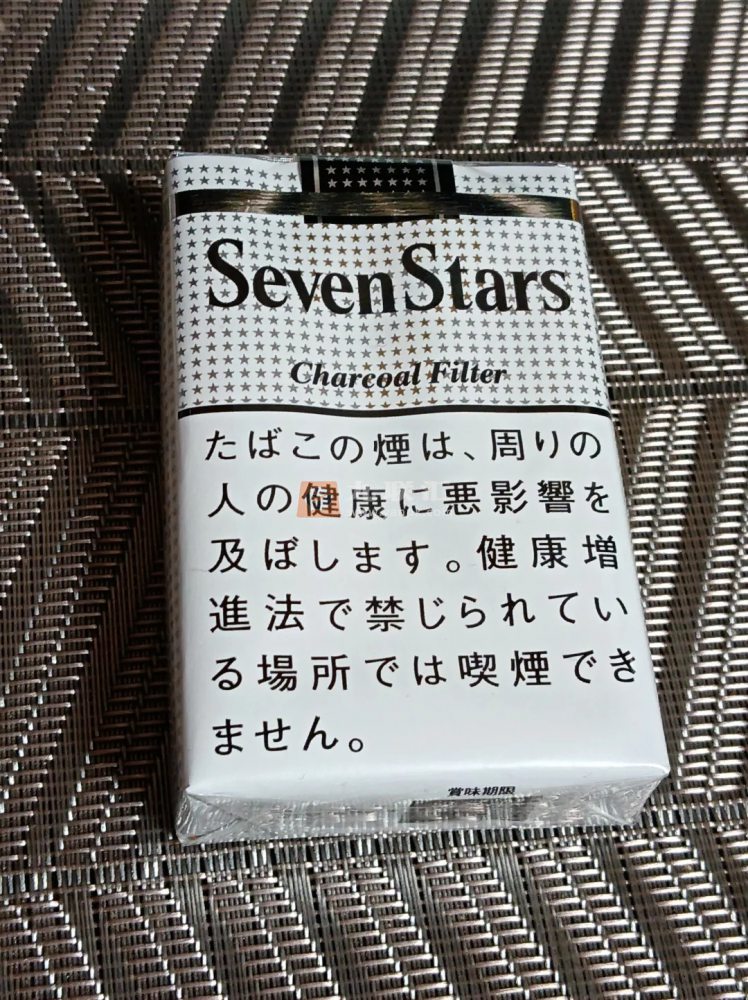 Seven Stars
Charcoal Filter
たばこの煙は、周りの
人の健康に悪影響を
及ぼします。健康増
進法で禁じられてい
る場所では喫煙でき
ません。
賞味期限